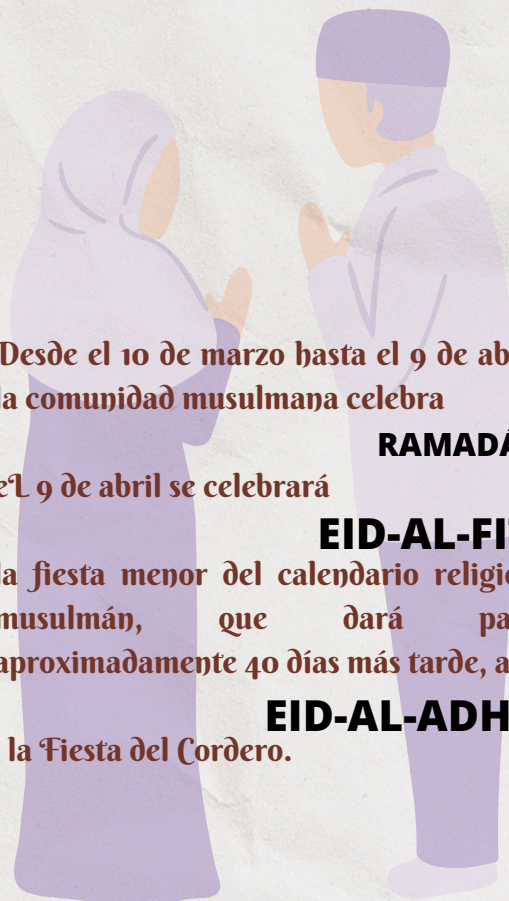 Desde el 10 de marzo hasta el 9 de ab
la comunidad musulmana celebra
RAMADÁ
eL 9 de abril se celebrará
EID-AL-FI
la fiesta menor del calendario religio
musulmán, que dará pa
aproximadamente 40 días más tarde, a
EID-AL-ADH
la Fiesta del Cordero.